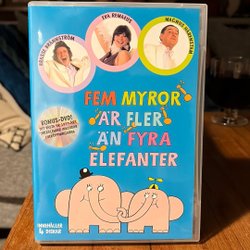 BRASSE BRÄNNSTRÖM
EVA REMAEUS
MAGNUS HÄRENSTAM
FEM MYROR
ÄR FLER
ÄN FYRA
ELEFANTER
BONUS-DVD!